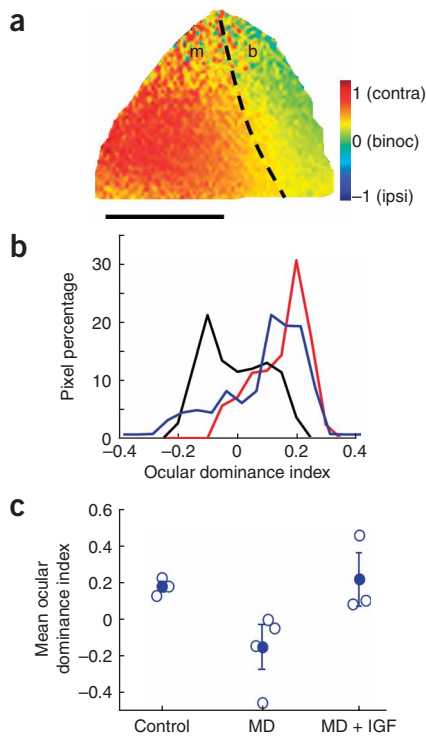 a
m b
1 (contra)
0 (binoc)
–1 (ipsi)
b
Pixel percentage
30
20
10
0
–0.4 –0.2 0 0.2 0.4
Ocular dominance index
c
Mean ocular
dominance index
0.6
0.4
0.2
0
–0.2
–0.4
Control MD MD + IGF